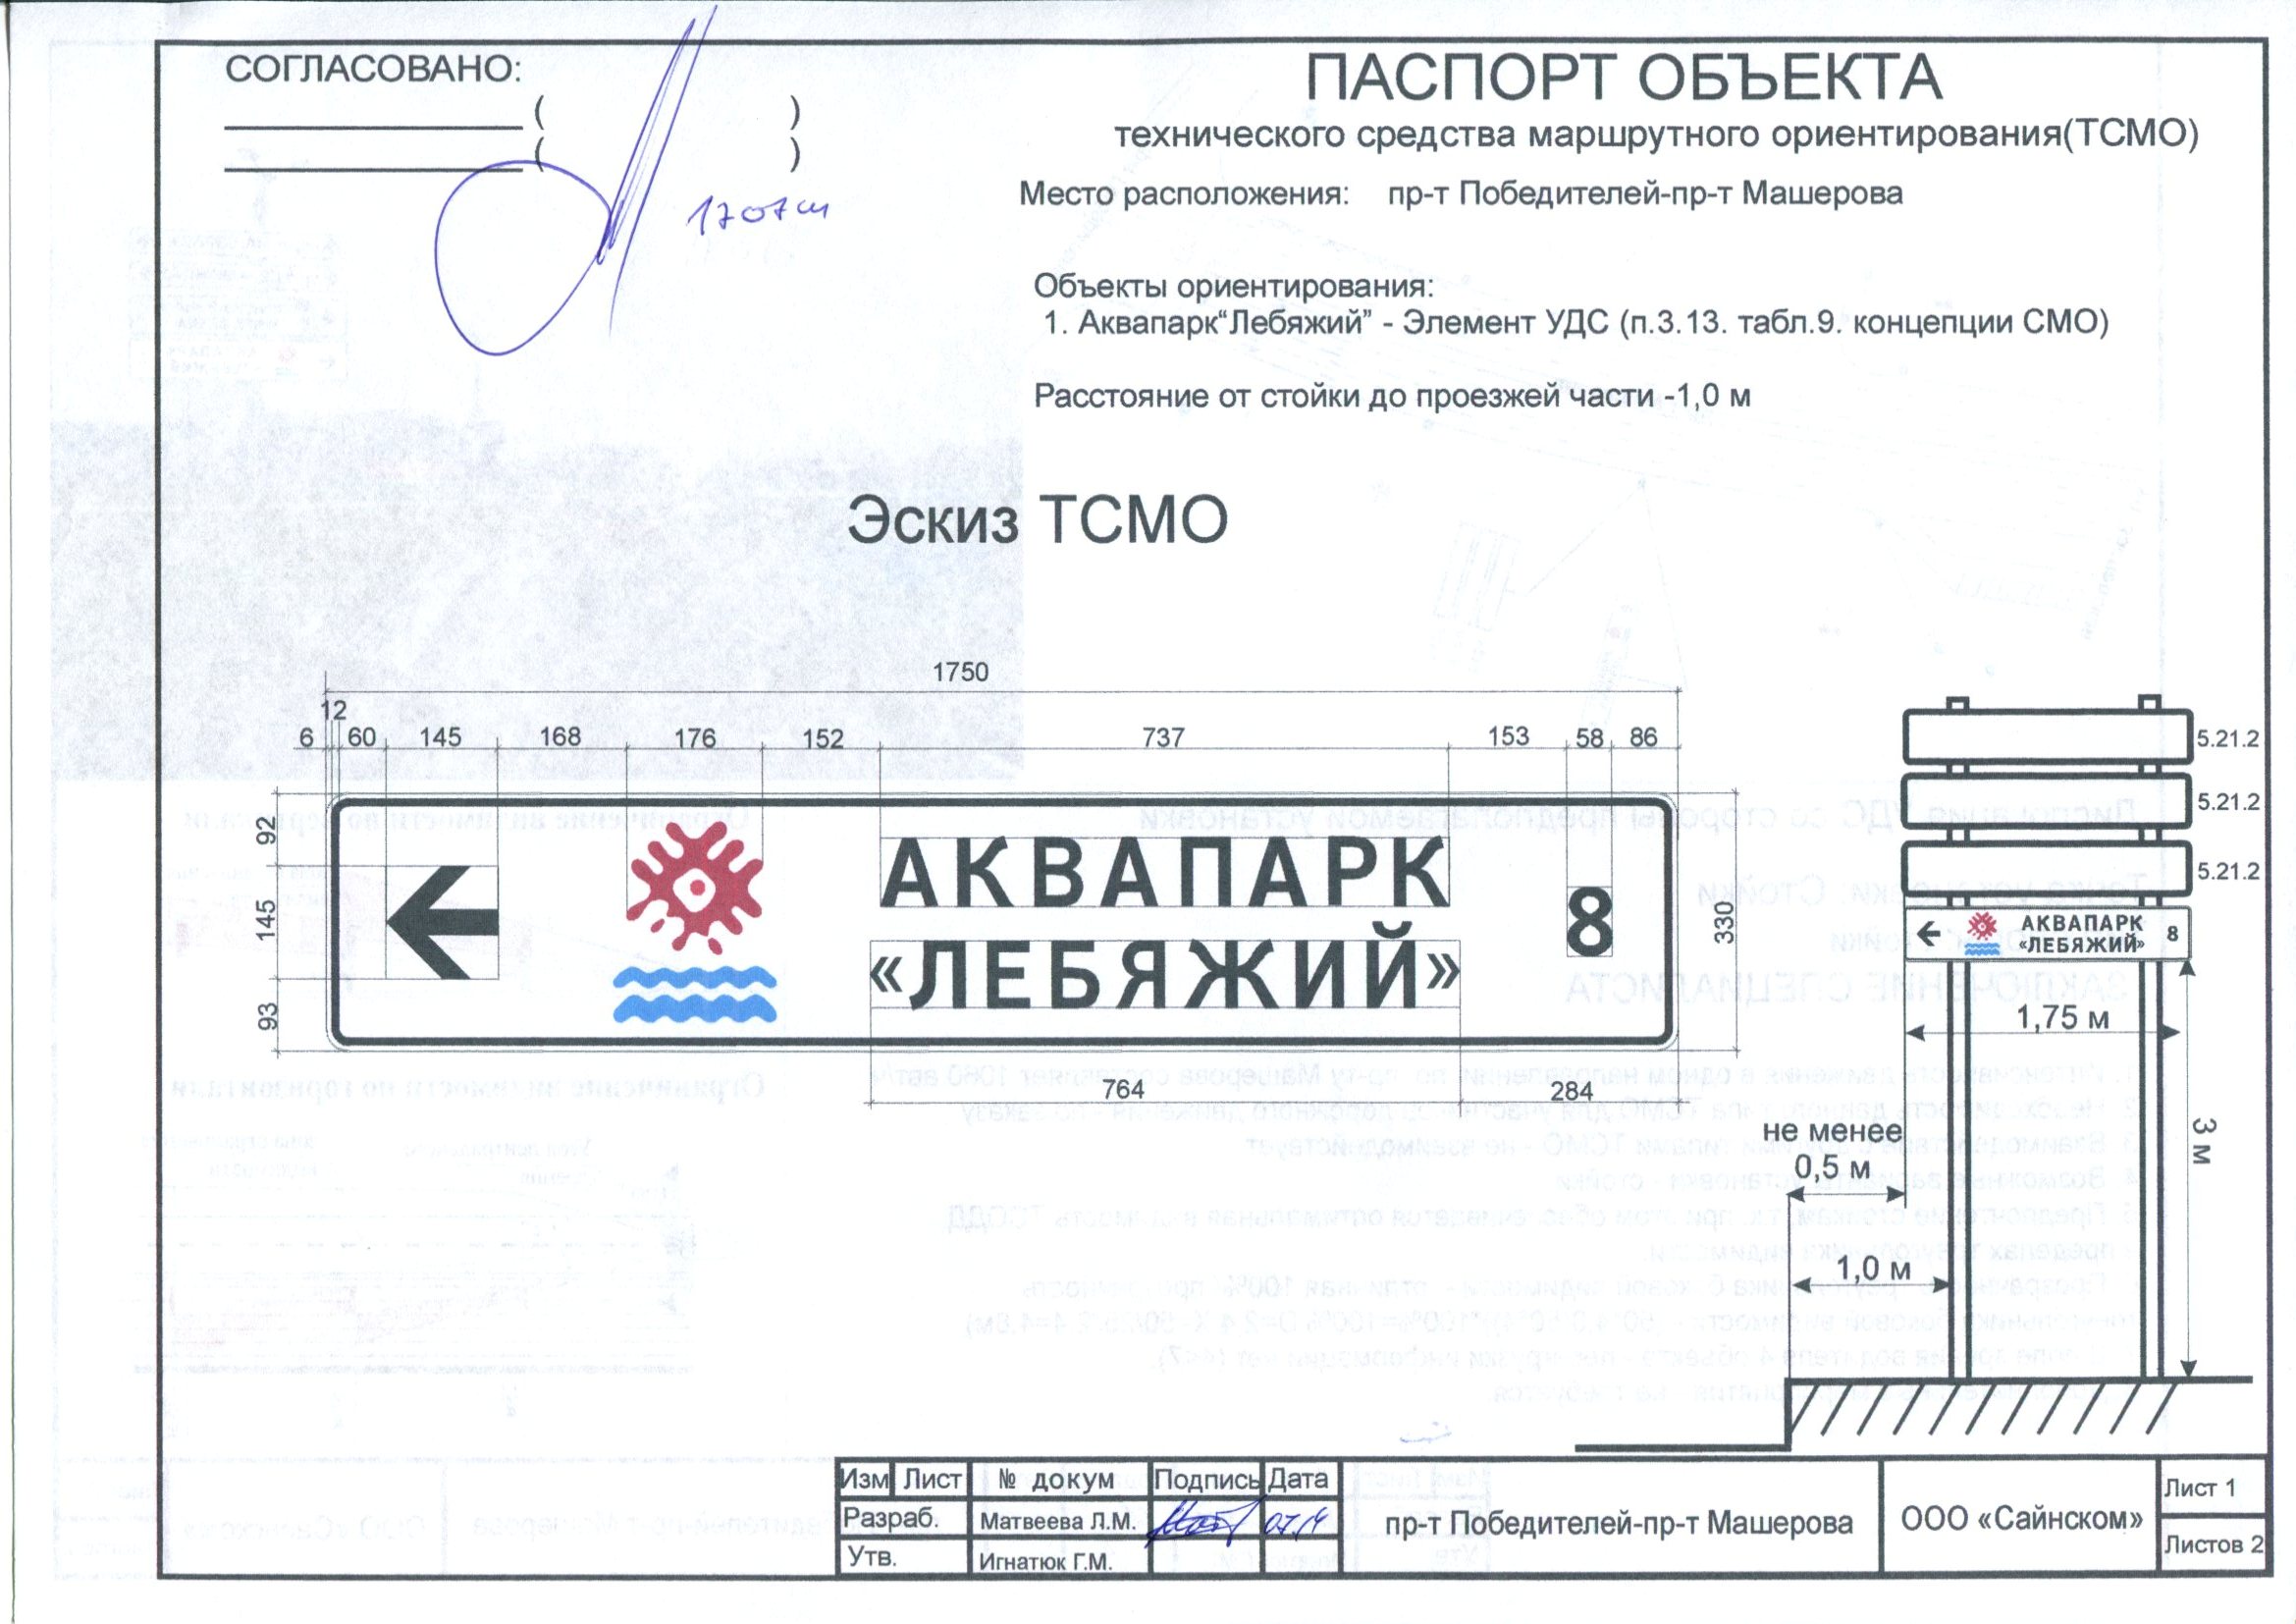 СОГЛАСОВАНО:
( )
( )
ПАСПОРТ ОБЪЕКТА
технического средства маршрутного ориентирования(ТСМО)
Место расположения: пр-т Победителей-пр-т Машерова
Объекты ориентирования:
1. Аквапарк“Лебяжий” - Элемент УДС (п.3.13. табл.9. концепции СМО)
Расстояние от стойки до проезжей части -1,0 м
Эскиз ТСМО
1750
12
6 60 145 168 176 152 737 153 58 86
92
145
93
АКВАПАРК
«ЛЕБЯЖИЙ»
8
330
764 284
5.21.2
5.21.2
5.21.2
АКВАПАРК
«ЛЕБЯЖИЙ»
8
1,75 м
не менее
0,5 м
1,0 м
3 м
Изм Лист № докум Подпись Дата
Разраб. Матвеева Л.М. 07.14
Утв. Игнатюк Г.М.
пр-т Победителей-пр-т Машерова
ООО «Сайнском»
Лист 1
Листов 2